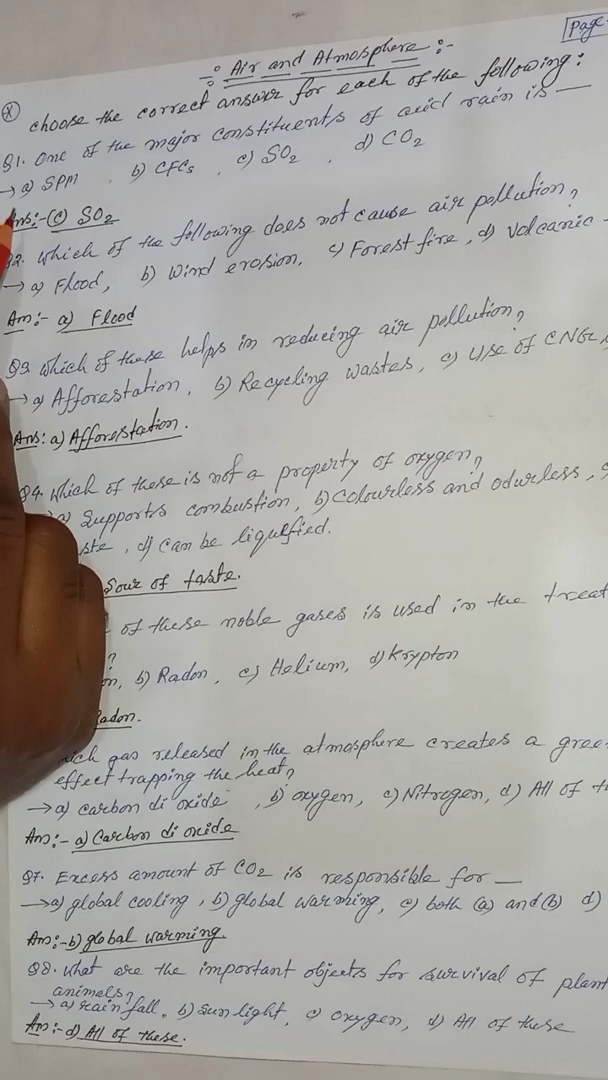 Page
-: Air and Atmosphere :-
(X) choose the correct answer for each of the following:
Q1. One of the major constituents of acid rain is —
→ a) SPM b) CFCs c) SO2 d) CO2
Ans:- (c) SO2
Q2. Which of the following does not cause air pollution?
→ a) Flood, b) Wind erosion, c) Forest fire, d) Volcanic
Ans:- a) Flood
Q3 Which of these helps in reducing air pollution?
→ a) Afforestation, b) Recycling wastes, c) Use of CNG,
Ans: a) Afforestation.
Q4. Which of these is not a property of oxygen?
a) Supports combustion, b) Colourless and odurless,
, d) Can be liquefied.
Sour of taste.
of these noble gases is used in the treat
?
b) Radon, c) Helium, d) Krypton
Radon.
gas released in the atmosphere creates a gree
effect trapping the heat?
→ a) carbon di oxide, b) oxygen, c) Nitrogen, d) All of
Ans:- a) Carbon di oxide
Q7. Excess amount of CO2 is responsible for —
→ a) global cooling, b) global warming, c) both (a) and (b) d)
Ans:- b) global warming.
Q8. What are the important objects for survival of plant
animals?
→ a) rain fall, b) Sun light, c) oxygen, d) All of these
Ans:- d) All of these.